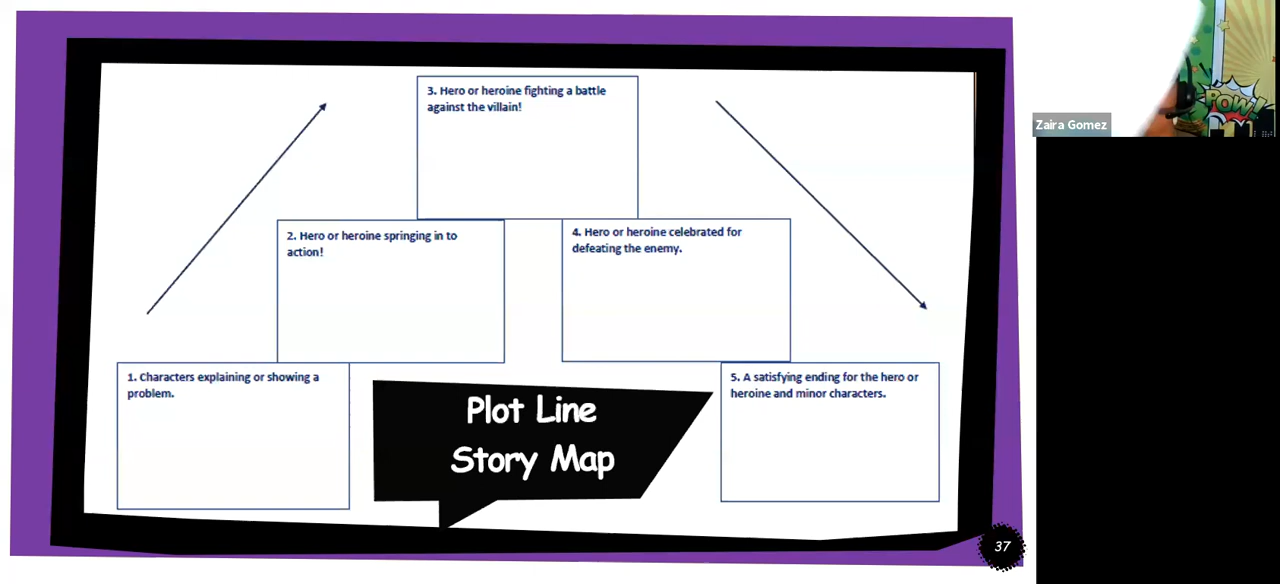 3. Hero or heroine fighting a battle
against the villain!
Zaira Gomez
POW!
2. Hero or heroine springing in to
action!
4. Hero or heroine celebrated for
defeating the enemy.
1. Characters explaining or showing a
problem.
5. A satisfying ending for the hero or
heroine and minor characters.
Plot Line
Story Map
37